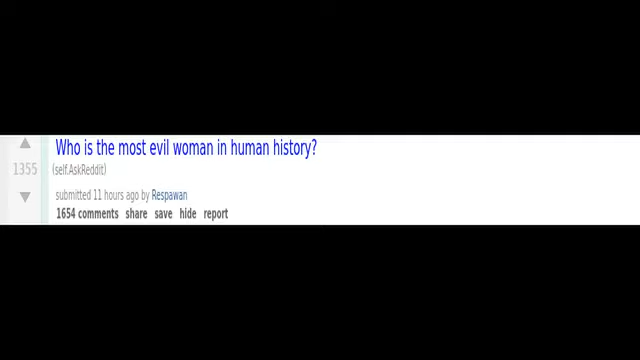 Who is the most evil woman in human history?
1355 (self.AskReddit)
submitted 11 hours ago by Respawan
1654 comments share save hide report